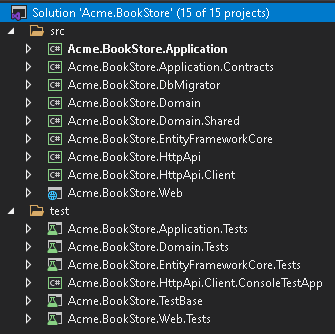 Solution 'Acme.BookStore' (15 of 15 projects)
src
C# Acme.BookStore.Application
C# Acme.BookStore.Application.Contracts
C# Acme.BookStore.DbMigrator
C# Acme.BookStore.Domain
C# Acme.BookStore.Domain.Shared
C# Acme.BookStore.EntityFrameworkCore
C# Acme.BookStore.HttpApi
C# Acme.BookStore.HttpApi.Client
Acme.BookStore.Web
test
Acme.BookStore.Application.Tests
Acme.BookStore.Domain.Tests
Acme.BookStore.EntityFrameworkCore.Tests
C# Acme.BookStore.HttpApi.Client.ConsoleTestApp
Acme.BookStore.TestBase
Acme.BookStore.Web.Tests